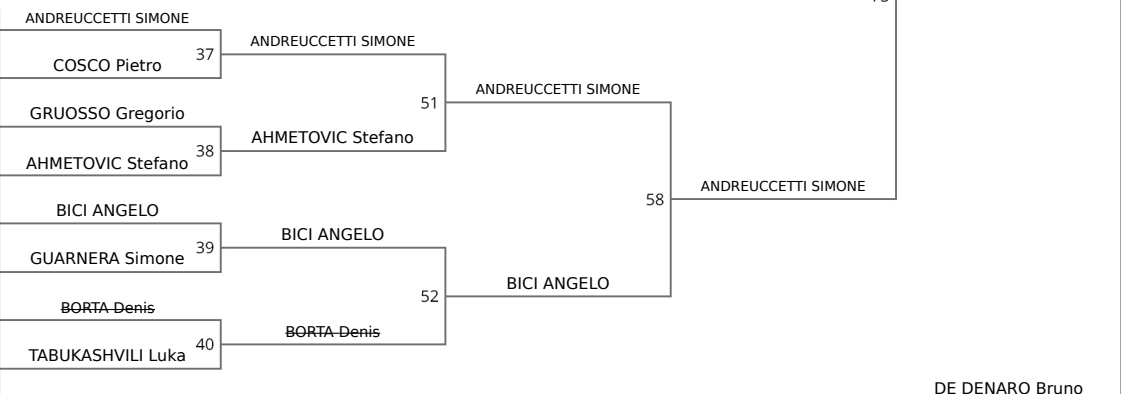 ANDREUCCETTI SIMONE
37
COSCO Pietro
ANDREUCCETTI SIMONE
51
ANDREUCCETTI SIMONE
GRUOSSO Gregorio
38
AHMETOVIC Stefano
AHMETOVIC Stefano
58
ANDREUCCETTI SIMONE
BICI ANGELO
39
GUARNERA Simone
BICI ANGELO
52
BICI ANGELO
BORTA Denis
40
TABUKASHVILI Luka
BORTA Denis
DE DENARO Bruno